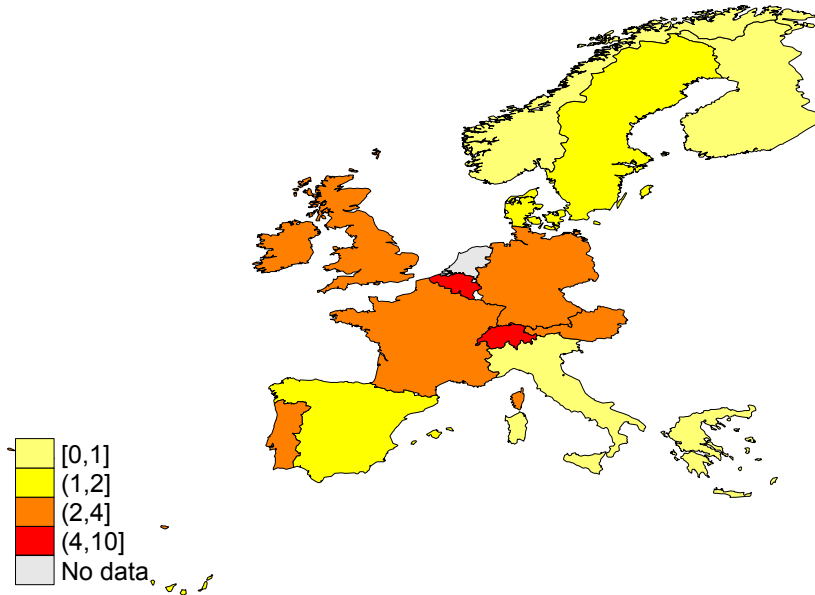 [0,1]
(1,2]
(2,4]
(4,10]
No data